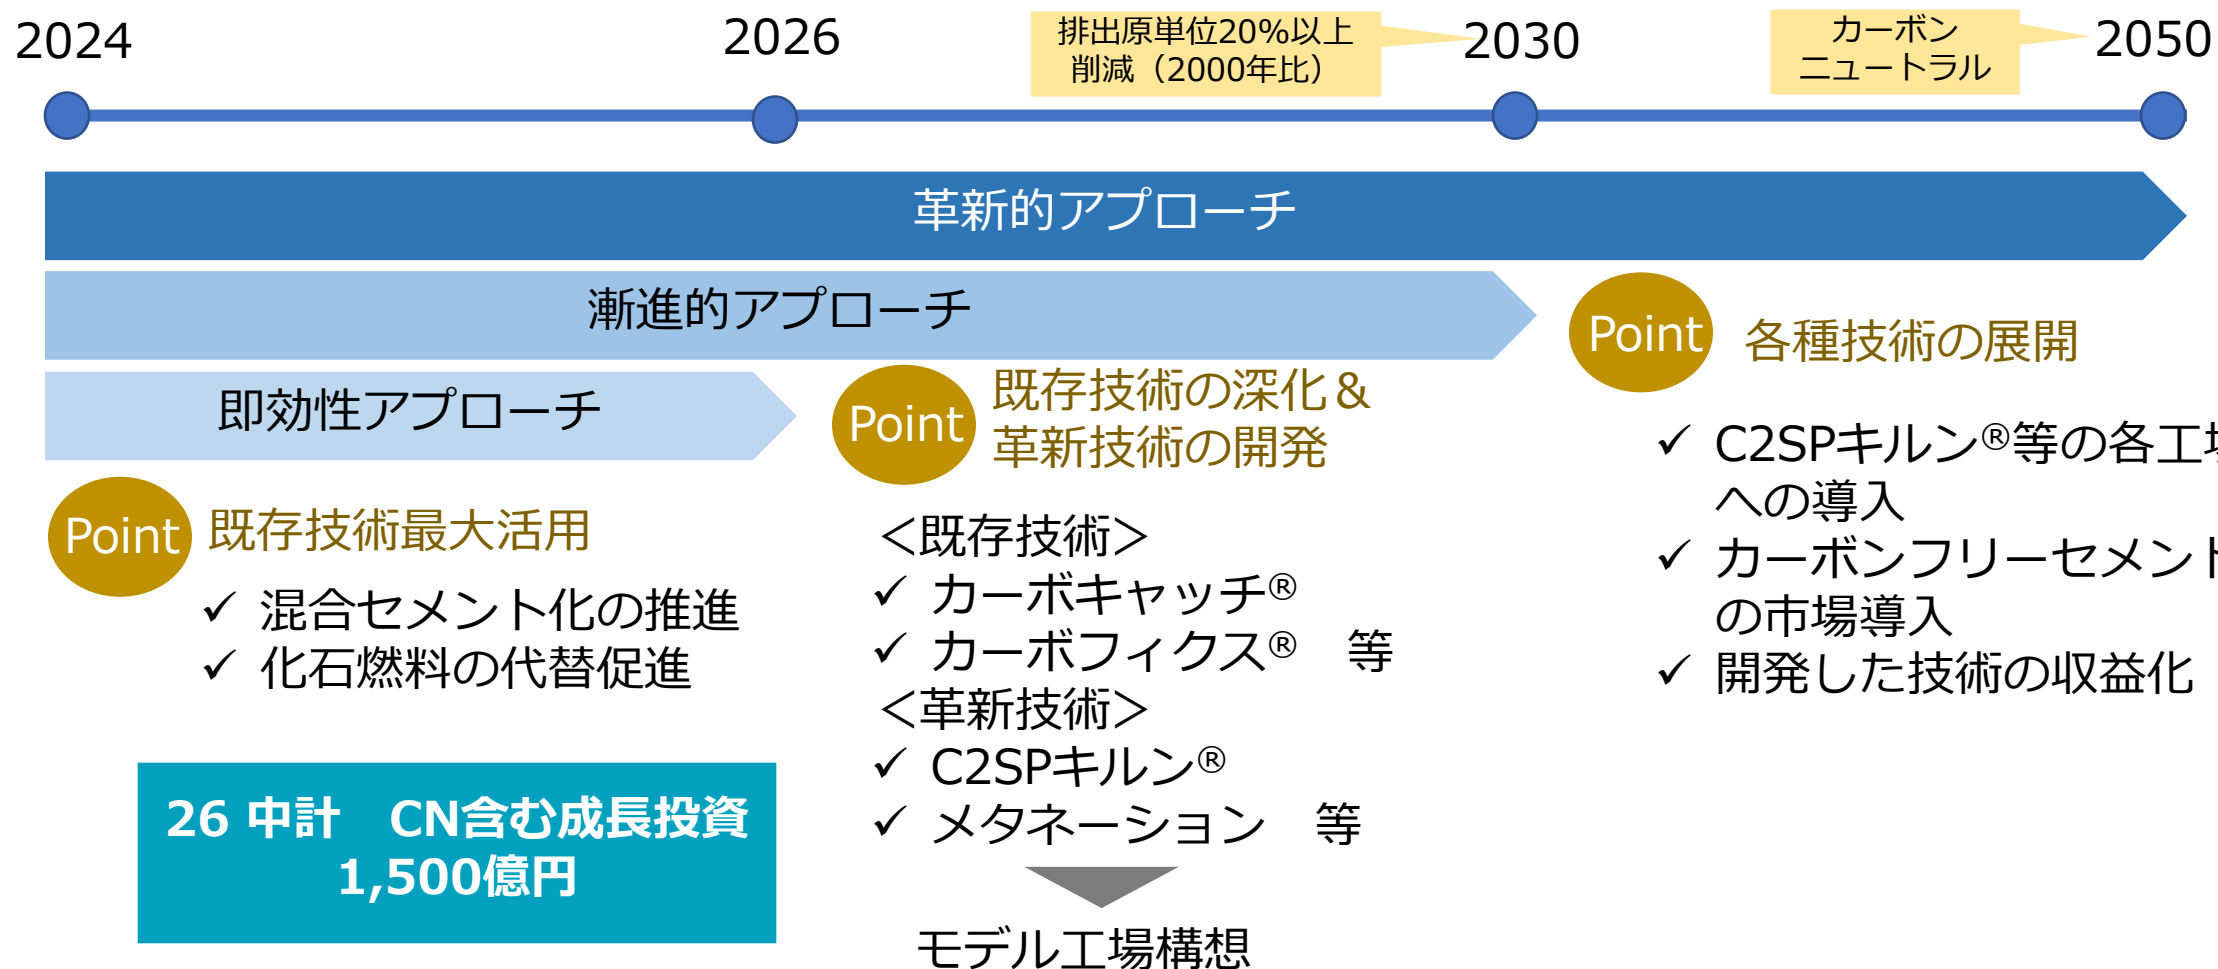 2024
2026
排出原単位20%以上
削減（2000年比）
2030
カーボン
ニュートラル
2050
革新的アプローチ
漸進的アプローチ
即効性アプローチ
Point
既存技術最大活用
✓ 混合セメント化の推進
✓ 化石燃料の代替促進
26 中計　CN含む成長投資
1,500億円
Point
既存技術の深化＆
革新技術の開発
＜既存技術＞
✓ カーボキャッチ®
✓ カーボフィクス®　等
＜革新技術＞
✓ C2SPキルン®
✓ メタネーション　等
モデル工場構想
Point
各種技術の展開
✓ C2SPキルン®等の各工場
への導入
✓ カーボンフリーセメント
の市場導入
✓ 開発した技術の収益化